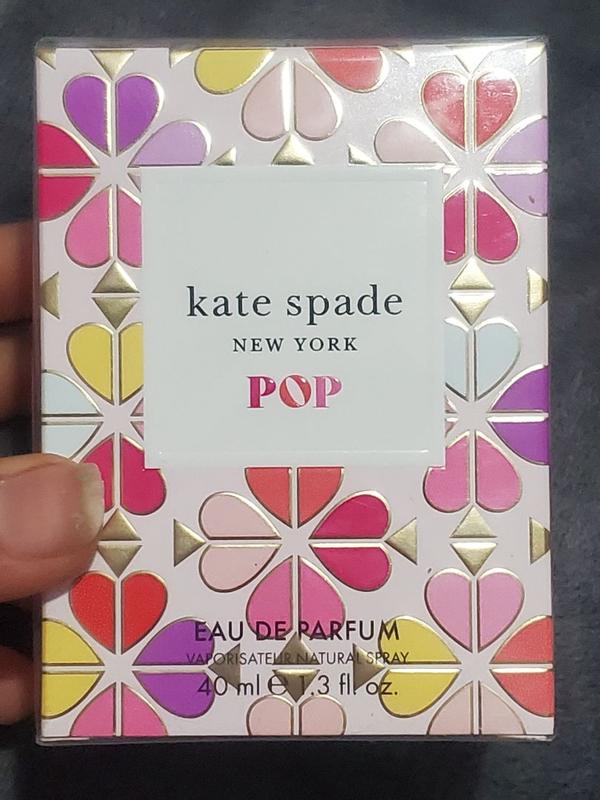 kate spade
NEW YORK
POP
EAU DE PARFUM
VAPORISATEUR NATURAL SPRAY
40 ml ℮ 1.3 fl. oz.